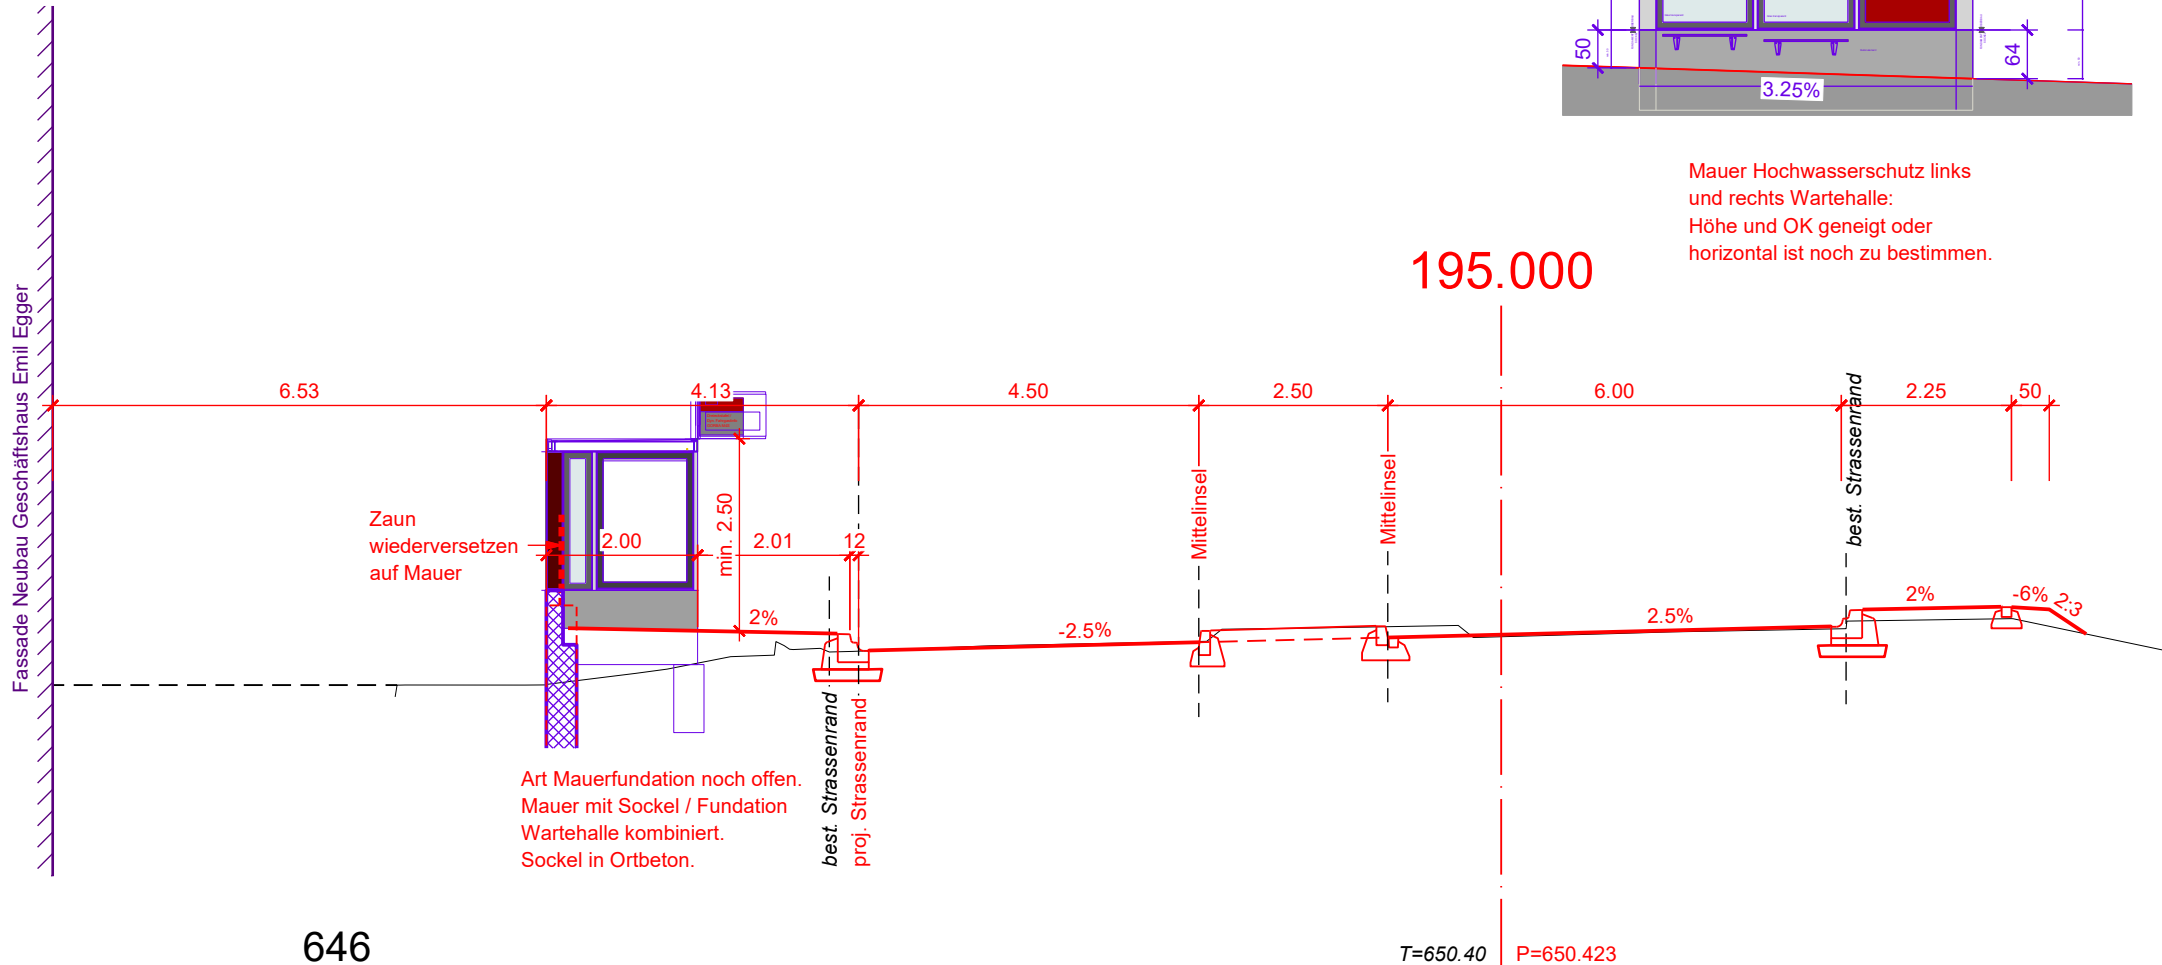 50
64
3.25%
Mauer Hochwasserschutz links
und rechts Wartehalle:
Höhe und OK geneigt oder
horizontal ist noch zu bestimmen.
195.000
Fassade Neubau Geschäftshaus Emil Egger
6.53
4.13
4.50
2.50
6.00
2.25
50
best. Strassenrand
Mittelinsel
Mittelinsel
Zaun
wiederversetzen
auf Mauer
2.00
min. 2.50
2.01
12
2%
-2.5%
2.5%
2%
-6%
2:3
best. Strassenrand
proj. Strassenrand
Art Mauerfundation noch offen.
Mauer mit Sockel / Fundation
Wartehalle kombiniert.
Sockel in Ortbeton.
646
T=650.40
P=650.423